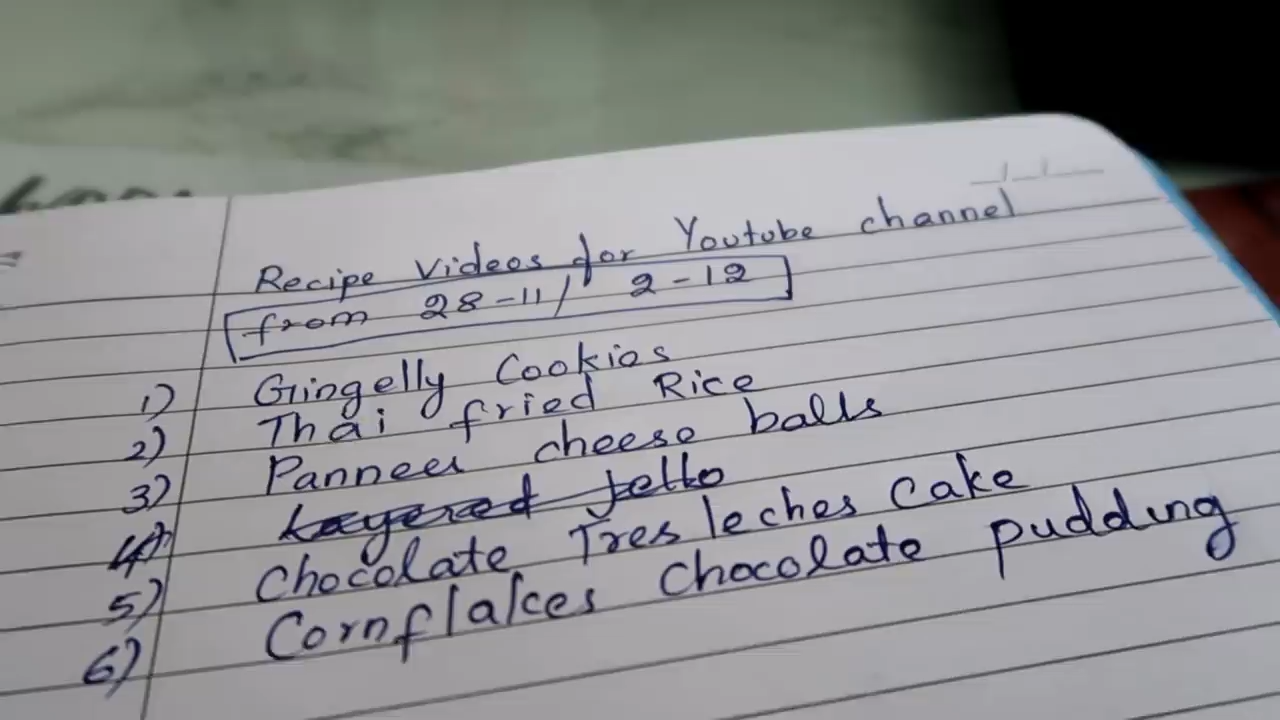 Recipe Videos for Youtube channel
from 28-11/ 2-12
1) Gingelly Cookies
2) Thai fried Rice
3) Panneer cheese balls
4) Layered Jello
5) Chocolate Tres leches Cake
6) Cornflakes Chocolate pudding